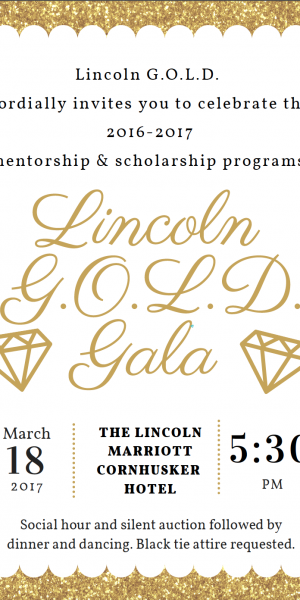 Lincoln G.O.L.D.
ordially invites you to celebrate th
2016-2017
mentorship & scholarship programs
Lincoln
G.O.L.D.
Gala
March
18
2017
THE LINCOLN
MARRIOTT
CORNHUSKER
HOTEL
5:30
PM
Social hour and silent auction followed by
dinner and dancing. Black tie attire requested.